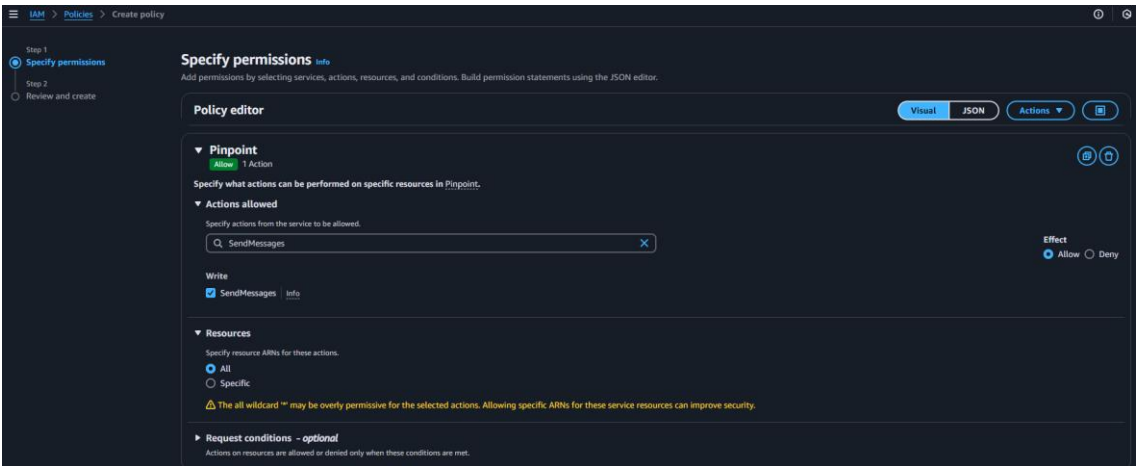 IAM > Policies > Create policy
Step 1
Specify permissions
Step 2
Review and create
Specify permissions Info
Add permissions by selecting services, actions, resources, and conditions. Build permission statements using the JSON editor.
Policy editor
Visual JSON Actions
Pinpoint
Allow 1 Action
Specify what actions can be performed on specific resources in Pinpoint.
Actions allowed
Specify actions from the service to be allowed.
SendMessages
Effect
Allow Deny
Write
SendMessages Info
Resources
Specify resource ARNs for these actions.
All
Specific
The all wildcard '*' may be overly permissive for the selected actions. Allowing specific ARNs for these service resources can improve security.
Request conditions - optional
Actions on resources are allowed or denied only when these conditions are met.